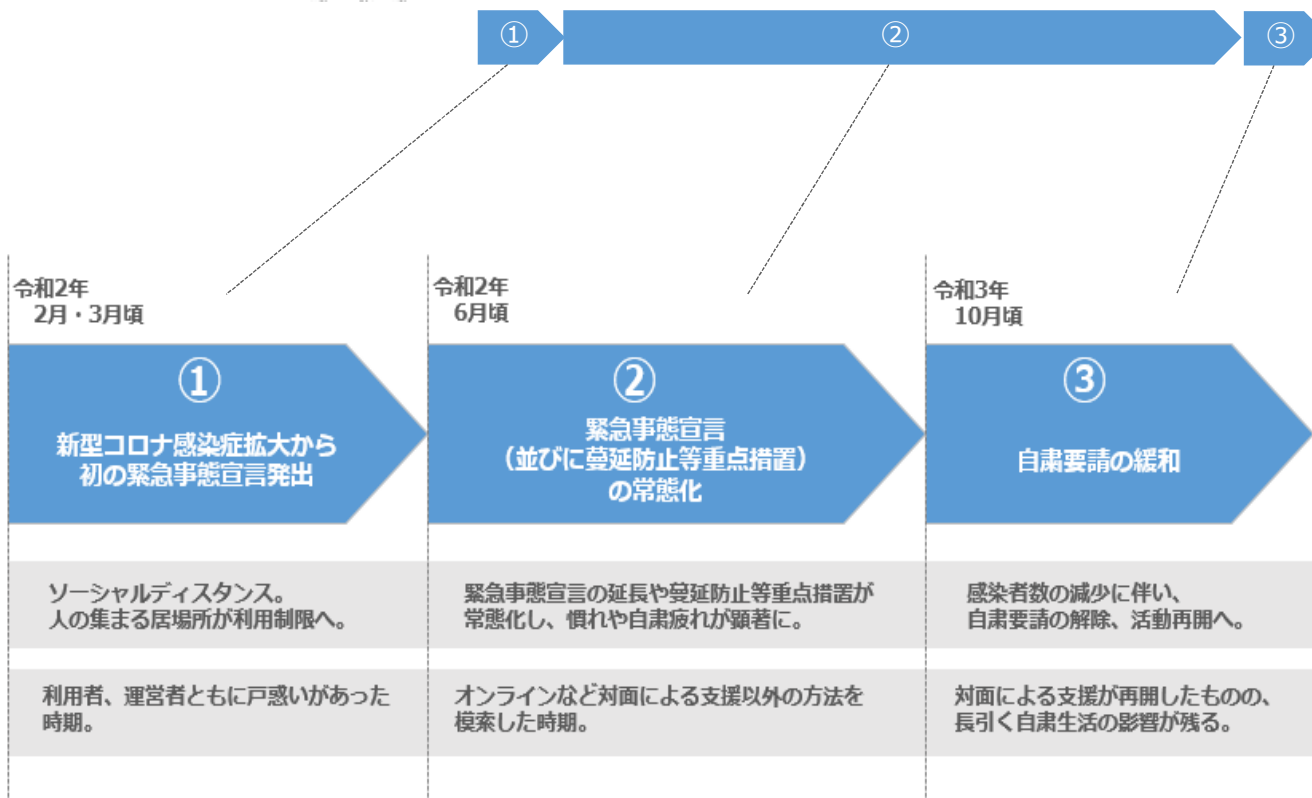 ① ② ③
令和2年
2月・3月頃
①
新型コロナ感染症拡大から
初の緊急事態宣言発出
ソーシャルディスタンス。
人の集まる居場所が利用制限へ。
利用者、運営者ともに戸惑いがあった
時期。
令和2年
6月頃
②
緊急事態宣言
（並びに蔓延防止等重点措置）
の常態化
緊急事態宣言の延長や蔓延防止等重点措置が
常態化し、慣れや自粛疲れが顕著に。
オンラインなど対面による支援以外の方法を
模索した時期。
令和3年
10月頃
③
自粛要請の緩和
感染者数の減少に伴い、
自粛要請の解除、活動再開へ。
対面による支援が再開したものの、
長引く自粛生活の影響が残る。